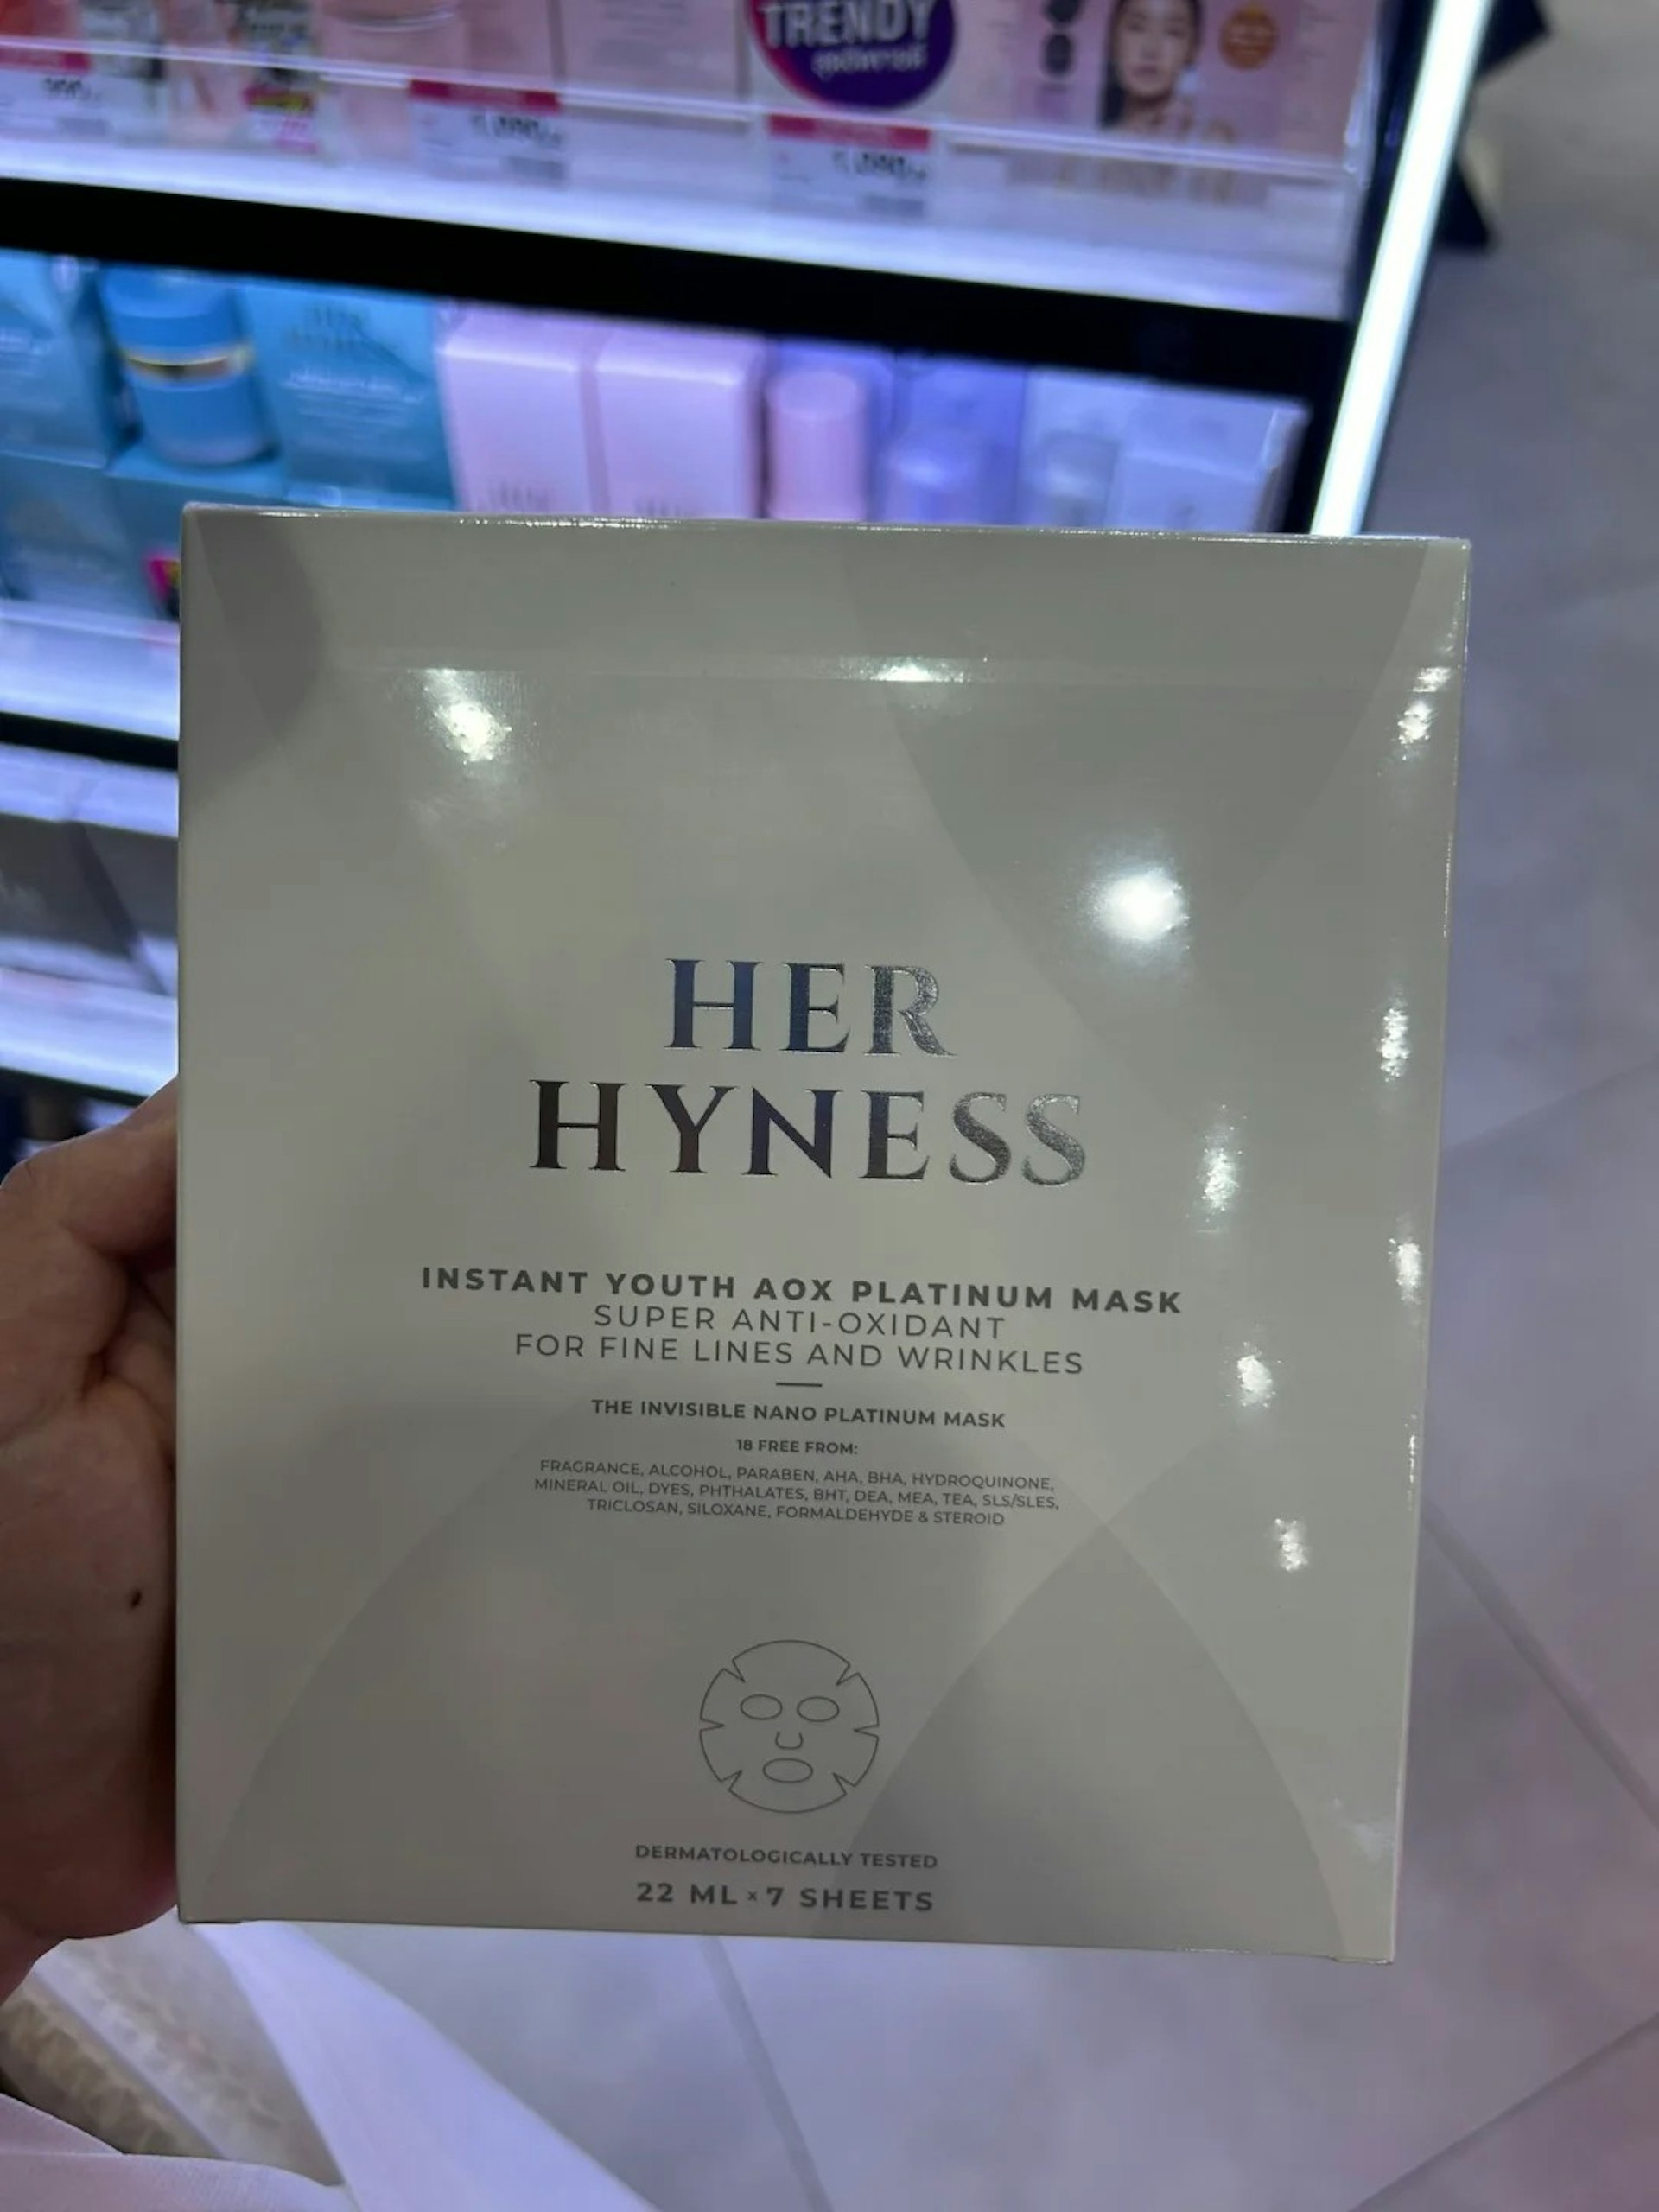 TRENDY
HER
HYNESS
INSTANT YOUTH AOX PLATINUM MASK
SUPER ANTI-OXIDANT
FOR FINE LINES AND WRINKLES
THE INVISIBLE NANO PLATINUM MASK
18 FREE FROM:
FRAGRANCE, ALCOHOL, PARABEN, AHA, BHA, HYDROQUINONE,
MINERAL OIL, DYES, PHTHALATES, BHT, DEA, MEA, TEA, SLS/SLES,
TRICLOSAN, SILOXANE, FORMALDEHYDE & STEROID
DERMATOLOGICALLY TESTED
22 ML × 7 SHEETS